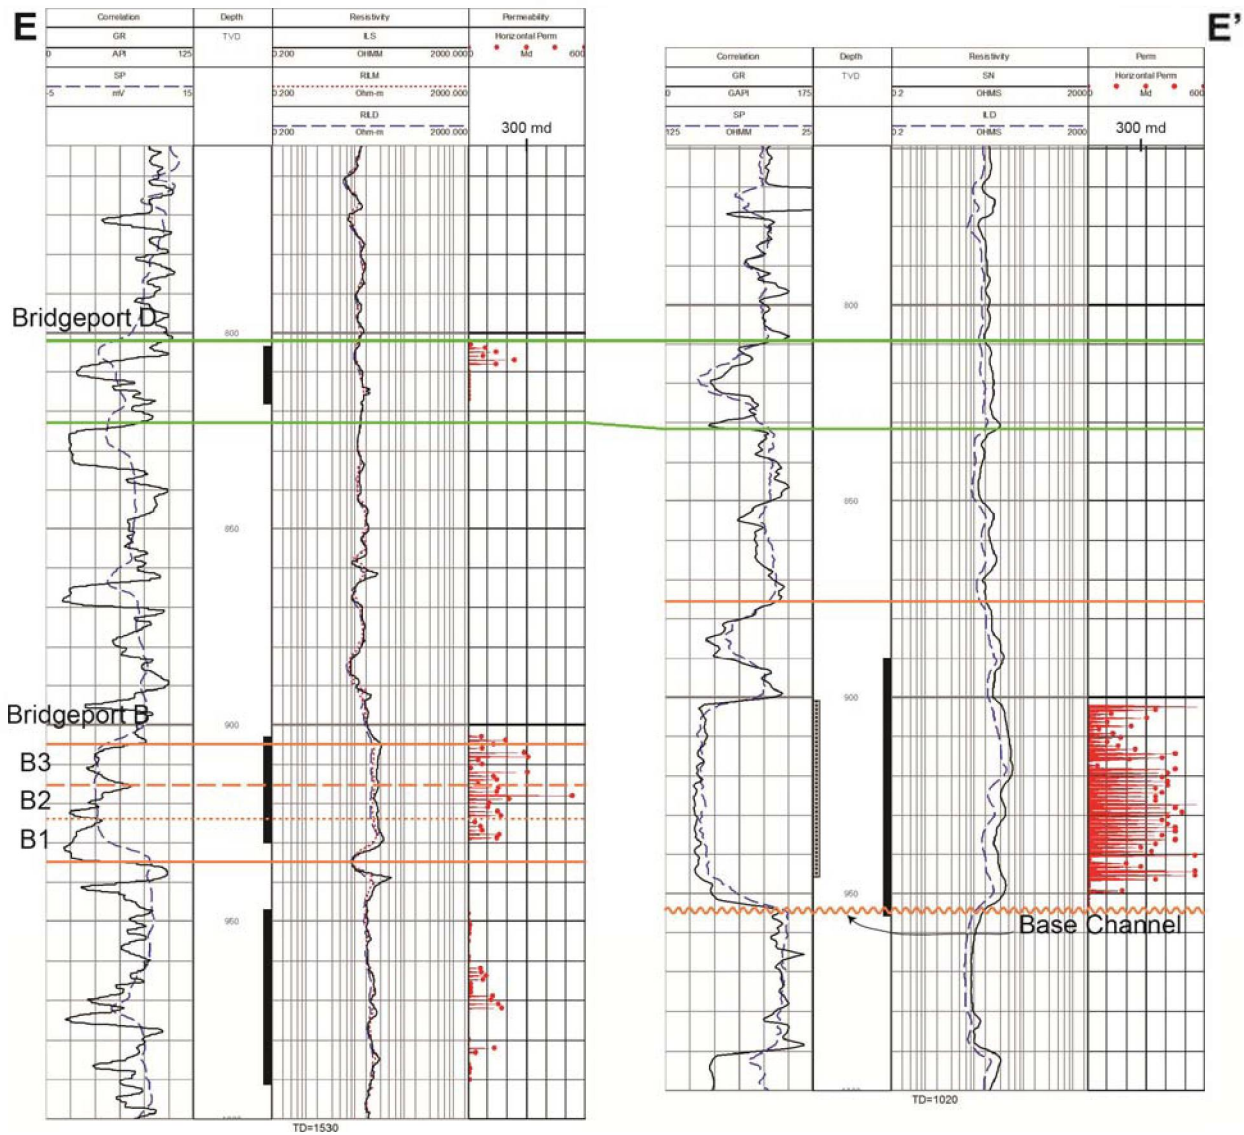 E
E'
Correlation Depth Resistivity Permeability
GR TVD ILS Horizontal Perm
0 API 125 0.200 OHMM 2000.000 0 Md 600
SP RILM
-5 mV 15 0.200 Ohm-m 2000.000
RILD
0.200 Ohm-m 2000.000 300 md
Correlation Depth Resistivity Perm
GR TVD SN Horizontal Perm
0 GAPI 175 0.2 OHMS 2000 0 Md 600
SP ILD
125 OHMM 25 0.2 OHMS 2000 300 md
Bridgeport D
800
800
850
850
Bridgeport B
900
900
B3
B2
B1
950
950
Base Channel
TD=1530
TD=1020